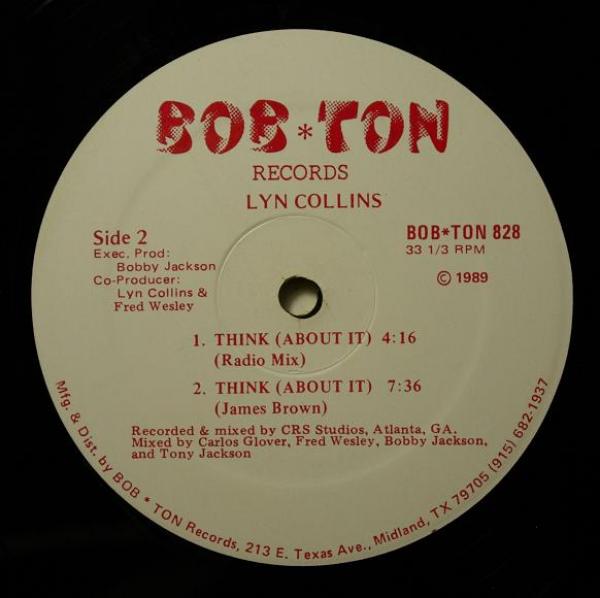 BOB*TON
RECORDS
LYN COLLINS
Side 2
Exec. Prod:
Bobby Jackson
Co-Producer:
Lyn Collins &
Fred Wesley
BOB*TON 828
33 1/3 RPM
© 1989
1. THINK (ABOUT IT) 4:16
(Radio Mix)
2. THINK (ABOUT IT) 7:36
(James Brown)
Recorded & mixed by CRS Studios, Atlanta, GA.
Mixed by Carlos Glover, Fred Wesley, Bobby Jackson,
and Tony Jackson
Mfg. & Dist. by BOB * TON Records, 213 E. Texas Ave., Midland, TX 79705 (915) 682-1937